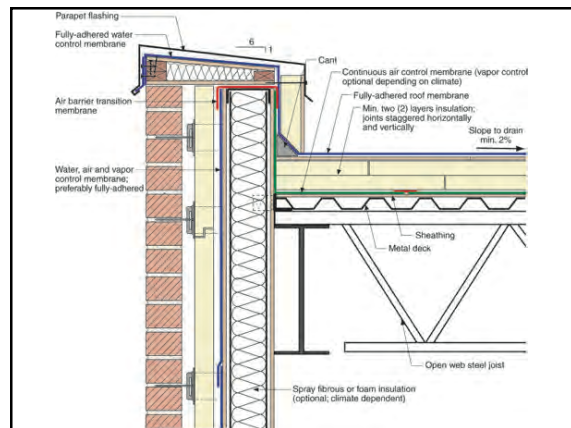 Parapet flashing
Fully-adhered water
control membrane
6
1
Cant
Continuous air control membrane (vapor control
optional depending on climate)
Fully-adhered roof membrane
Min. two (2) layers insulation;
joints staggered horizontally
and vertically
Slope to drain
min. 2%
Air barrier transition
membrane
Water, air and vapor
control membrane;
preferably fully-adhered
Sheathing
Metal deck
Open web steel joist
Spray fibrous or foam insulation
(optional; climate dependent)